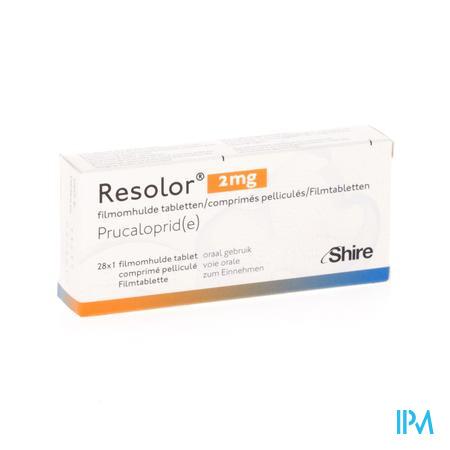 Resolor® 2mg
filmomhulde tabletten/comprimés pelliculés/Filmtabletten
Prucaloprid(e)
28x1 filmomhulde tablet oraal gebruik
comprimé pelliculé voie orale
Filmtablette zum Einnehmen
Shire
IPM